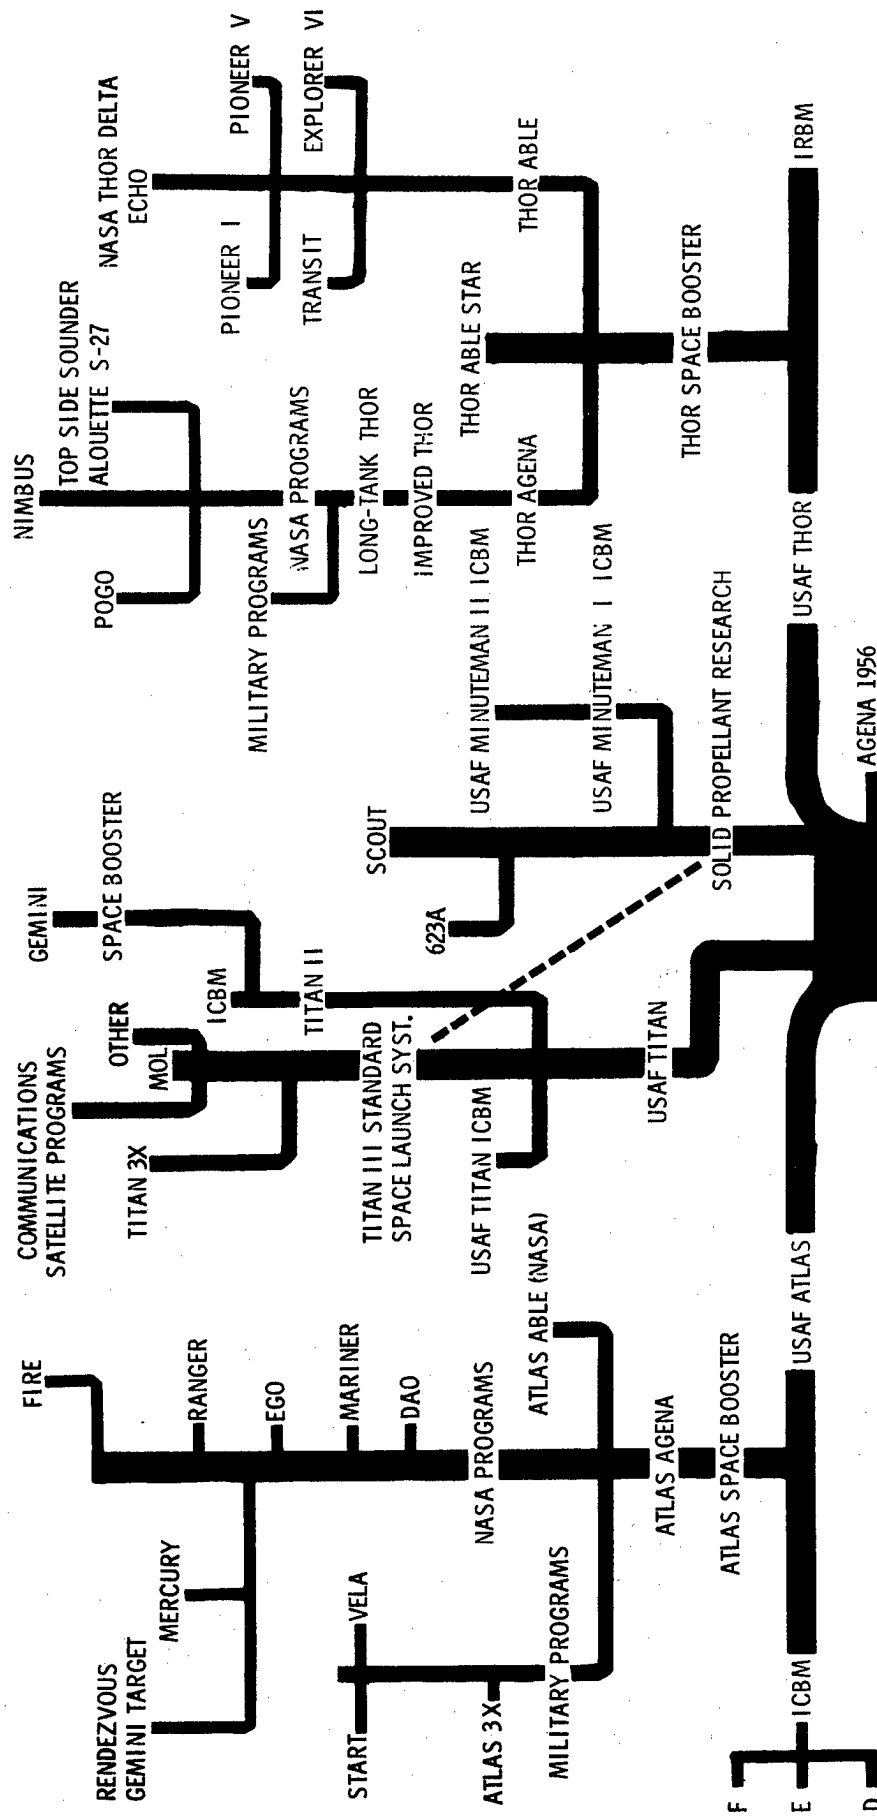 FIRE
RENDEZVOUS
GEMINI TARGET
MERCURY
RANGER
EGO
MARINER
DAO
START
VELA
ATLAS 3X
NASA PROGRAMS
MILITARY PROGRAMS
ATLAS ABLE (NASA)
ATLAS AGENA
ATLAS SPACE BOOSTER
F
E
D
ICBM
USAF ATLAS
COMMUNICATIONS
SATELLITE PROGRAMS
OTHER
MOL
TITAN 3X
GEMINI
SPACE BOOSTER
ICBM
TITAN II
TITAN III STANDARD
SPACE LAUNCH SYST.
USAF TITAN ICBM
USAF TITAN
SCOUT
623A
USAF MINUTEMAN II ICBM
USAF MINUTEMAN I ICBM
SOLID PROPELLANT RESEARCH
AGENA 1956
NIMBUS
POGO
TOP SIDE SOUNDER
ALOUETTE S-27
MILITARY PROGRAMS
NASA PROGRAMS
LONG-TANK THOR
IMPROVED THOR
THOR AGENA
THOR ABLE STAR
NASA THOR DELTA
ECHO
PIONEER I
PIONEER V
TRANSIT
EXPLORER VI
THOR ABLE
THOR SPACE BOOSTER
USAF THOR
IRBM